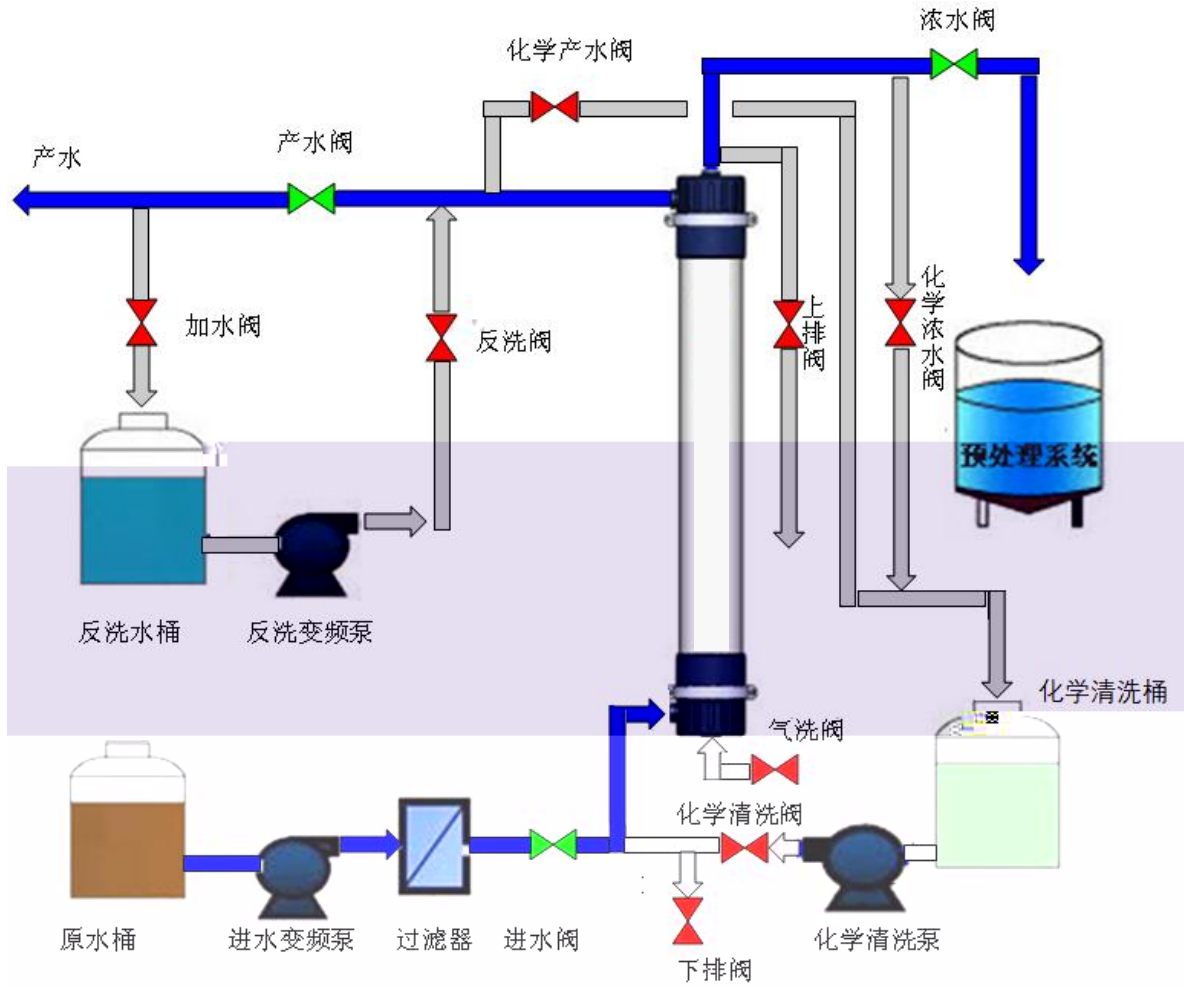 浓水阀
化学产水阀
产水阀
产水
加水阀
反洗阀
上排阀
化学浓水阀
预处理系统
反洗水桶
反洗变频泵
化学清洗桶
气洗阀
化学清洗阀
原水桶
进水变频泵
过滤器
进水阀
化学清洗泵
下排阀